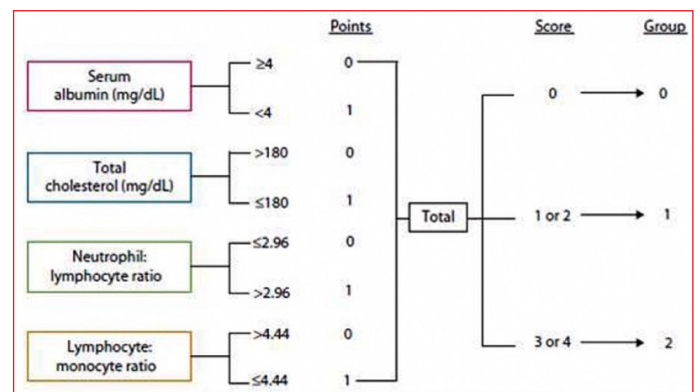 Points Score Group
Serum
albumin (mg/dL)
≥4 0
<4 1
0 0
Total
cholesterol (mg/dL)
>180 0
≤180 1
Total
1 or 2 1
Neutrophil:
lymphocyte ratio
≤2.96 0
>2.96 1
Lymphocyte:
monocyte ratio
>4.44 0
≤4.44 1
3 or 4 2